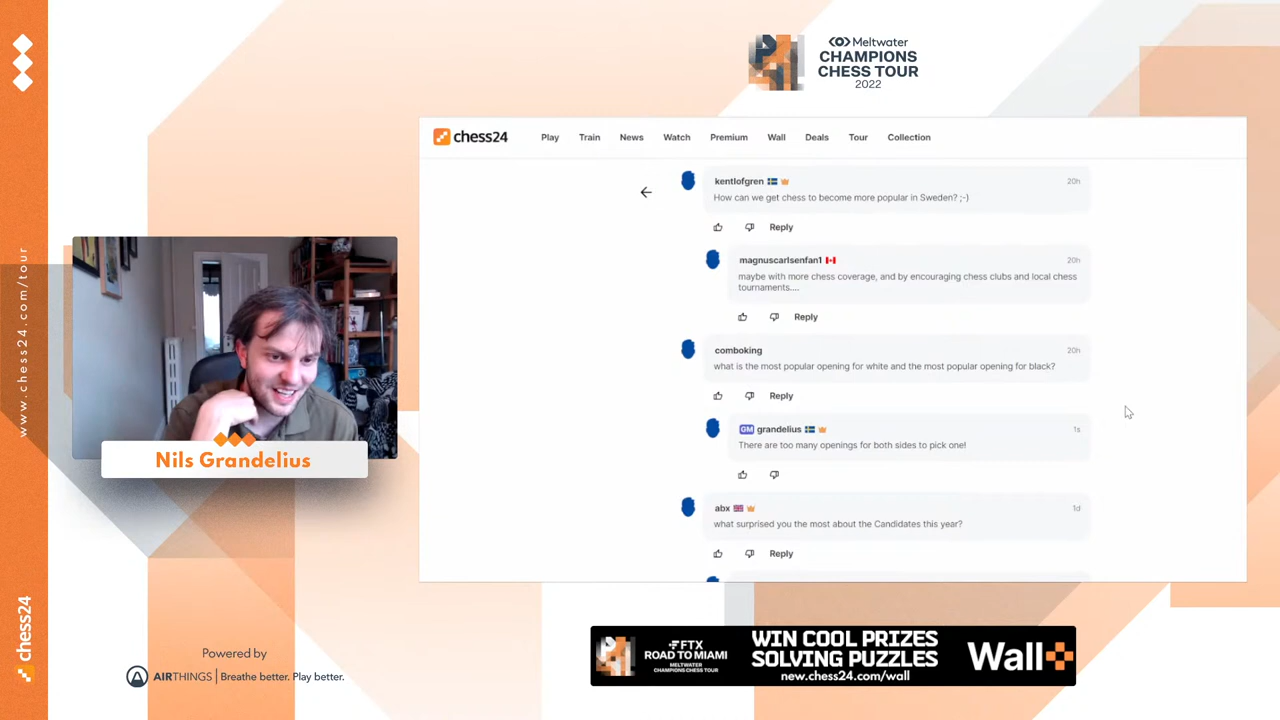 www.chess24.com/tour
chess24
Meltwater
CHAMPIONS
CHESS TOUR
2022
chess24 Play Train News Watch Premium Wall Deals Tour Collection
kentlofgren 20h
How can we get chess to become more popular in Sweden? ;-)
Reply
magnuscarlsenfan1 20h
maybe with more chess coverage, and by encouraging chess clubs and local chess
tournaments....
Reply
comboking 20h
what is the most popular opening for white and the most popular opening for black?
Reply
GM grandelius 1s
There are too many openings for both sides to pick one!
abx 1d
what surprised you the most about the Candidates this year?
Reply
Nils Grandelius
Powered by
AIRTHINGS | Breathe better. Play better.
FTX
ROAD TO MIAMI
MELTWATER
CHAMPIONS CHESS TOUR
WIN COOL PRIZES
SOLVING PUZZLES
new.chess24.com/wall
Wall